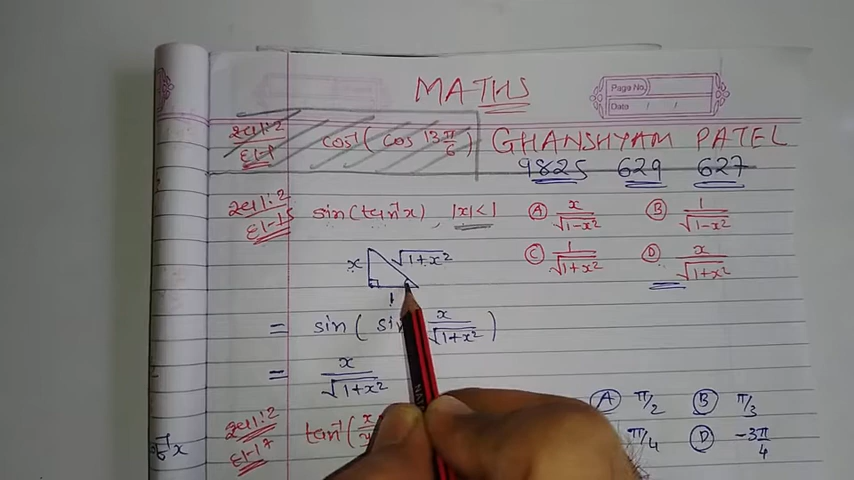 MATHS
Page No.
Date / /
દાખલ:2 cos⁻¹(cos 13π/6) GHANSHYAM PATEL
9825 629 627
sin(tan⁻¹x) , |x|<1 Ⓐ x/√1-x² Ⓑ 1/√1-x²
x √1+x² Ⓒ 1/√1+x² Ⓓ x/√1+x²
1
= sin( x/√1+x² )
= x/√1+x²
tan⁻¹(x/ Ⓐ π/2 Ⓑ π/3
π/4 Ⓓ -3π/4